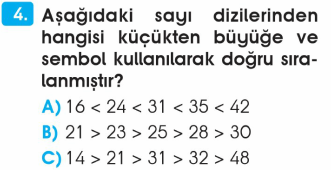 4. Aşağıdaki sayı dizilerinden
hangisi küçükten büyüğe ve
sembol kullanılarak doğru sıra-
lanmıştır?
A) 16 < 24 < 31 < 35 < 42
B) 21 > 23 > 25 > 28 > 30
C) 14 > 21 > 31 > 32 > 48